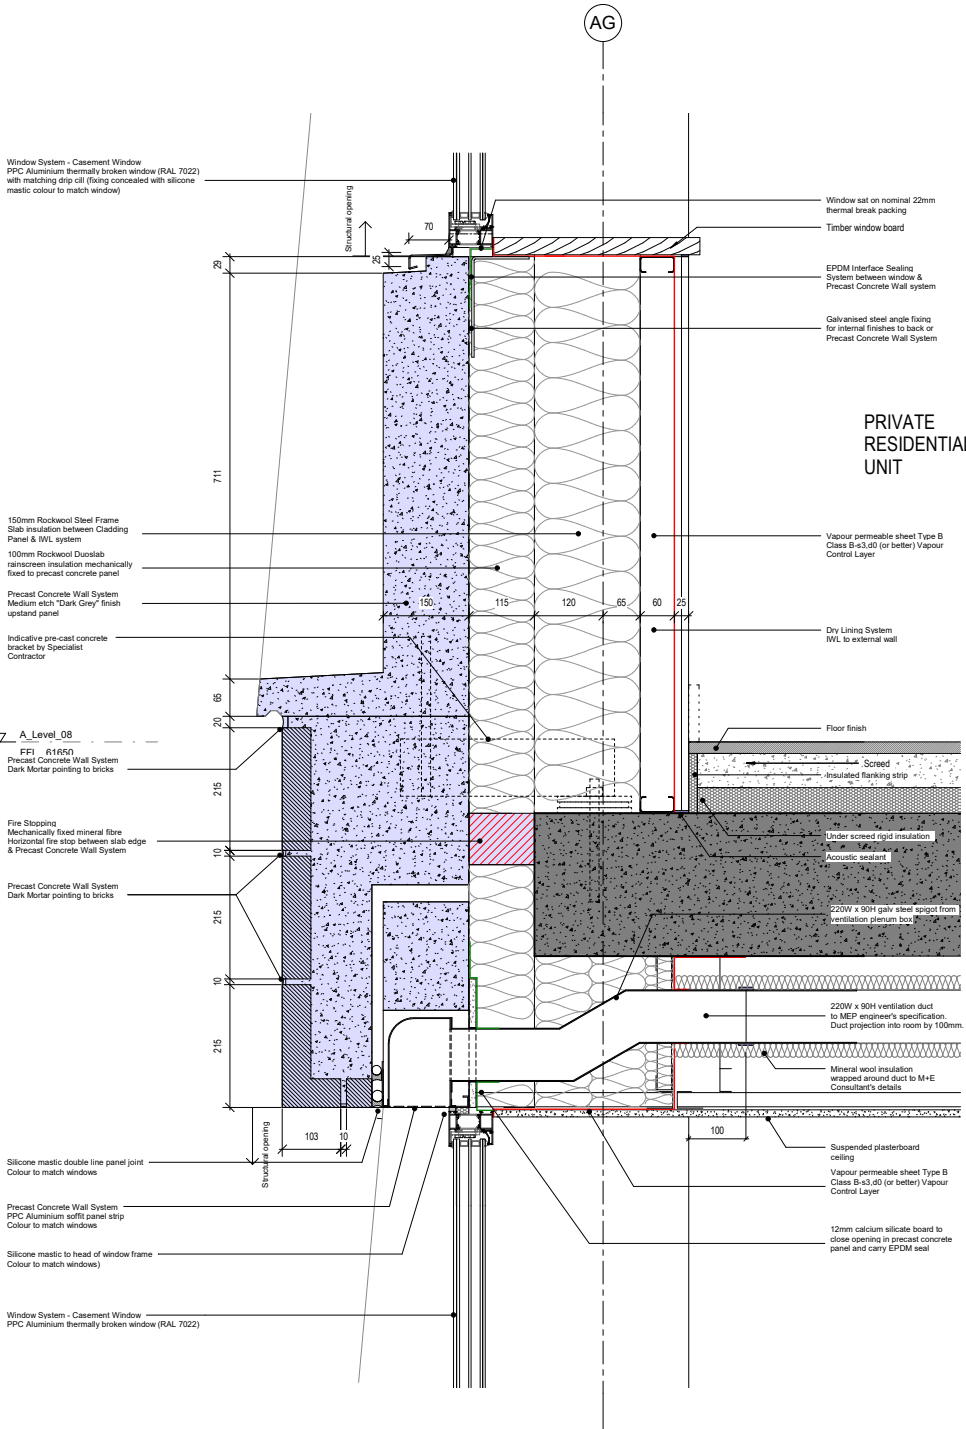 AG
Window System - Casement Window
PPC Aluminium thermally broken window (RAL 7022)
with matching drip cill (fixing concealed with silicone
mastic colour to match window)
Structural opening
70
25
29
Window sat on nominal 22mm
thermal break packing
Timber window board
EPDM Interface Sealing
System between window &
Precast Concrete Wall system
Galvanised steel angle fixing
for internal finishes to back or
Precast Concrete Wall System
PRIVATE
RESIDENTIAL
UNIT
711
150mm Rockwool Steel Frame
Slab insulation between Cladding
Panel & IWL system
100mm Rockwool Duoslab
rainscreen insulation mechanically
fixed to precast concrete panel
Precast Concrete Wall System
Medium etch "Dark Grey" finish
upstand panel
Indicative pre-cast concrete
bracket by Specialist
Contractor
Vapour permeable sheet Type B
Class B-s3,d0 (or better) Vapour
Control Layer
150
115
120
65
60
25
Dry Lining System
IWL to external wall
65
20
A_Level_08
FFL 61650
Precast Concrete Wall System
Dark Mortar pointing to bricks
215
Floor finish
Screed
Insulated flanking strip
Fire Stopping
Mechanically fixed mineral fibre
Horizontal fire stop between slab edge
& Precast Concrete Wall System
10
Under screed rigid insulation
Acoustic sealant
Precast Concrete Wall System
Dark Mortar pointing to bricks
215
220W x 90H galv steel spigot from
ventilation plenum box
10
220W x 90H ventilation duct
to MEP engineer's specification.
Duct projection into room by 100mm.
215
Mineral wool insulation
wrapped around duct to M+E
Consultant's details
103
10
Structural opening
100
Suspended plasterboard
ceiling
Silicone mastic double line panel joint
Colour to match windows
Vapour permeable sheet Type B
Class B-s3,d0 (or better) Vapour
Control Layer
Precast Concrete Wall System
PPC Aluminium soffit panel strip
Colour to match windows
12mm calcium silicate board to
close opening in precast concrete
panel and carry EPDM seal
Silicone mastic to head of window frame
Colour to match windows)
Window System - Casement Window
PPC Aluminium thermally broken window (RAL 7022)